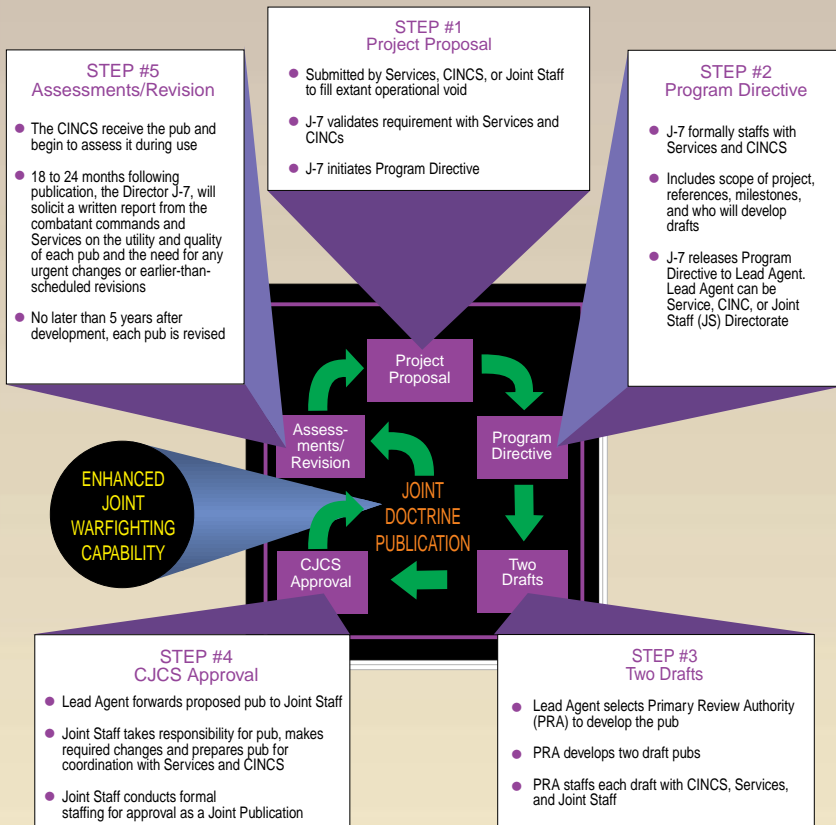 STEP #1
Project Proposal
Submitted by Services, CINCS, or Joint Staff
to fill extant operational void
J-7 validates requirement with Services and
CINCs
J-7 initiates Program Directive
STEP #2
Program Directive
J-7 formally staffs with
Services and CINCS
Includes scope of project,
references, milestones,
and who will develop
drafts
J-7 releases Program
Directive to Lead Agent.
Lead Agent can be
Service, CINC, or Joint
Staff (JS) Directorate
STEP #3
Two Drafts
Lead Agent selects Primary Review Authority
(PRA) to develop the pub
PRA develops two draft pubs
PRA staffs each draft with CINCS, Services,
and Joint Staff
STEP #4
CJCS Approval
Lead Agent forwards proposed pub to Joint Staff
Joint Staff takes responsibility for pub, makes
required changes and prepares pub for
coordination with Services and CINCS
Joint Staff conducts formal
staffing for approval as a Joint Publication
STEP #5
Assessments/Revision
The CINCS receive the pub and
begin to assess it during use
18 to 24 months following
publication, the Director J-7, will
solicit a written report from the
combatant commands and
Services on the utility and quality
of each pub and the need for any
urgent changes or earlier-than-
scheduled revisions
No later than 5 years after
development, each pub is revised
Project
Proposal
Program
Directive
Two
Drafts
CJCS
Approval
Assess-
ments/
Revision
JOINT
DOCTRINE
PUBLICATION
ENHANCED
JOINT
WARFIGHTING
CAPABILITY